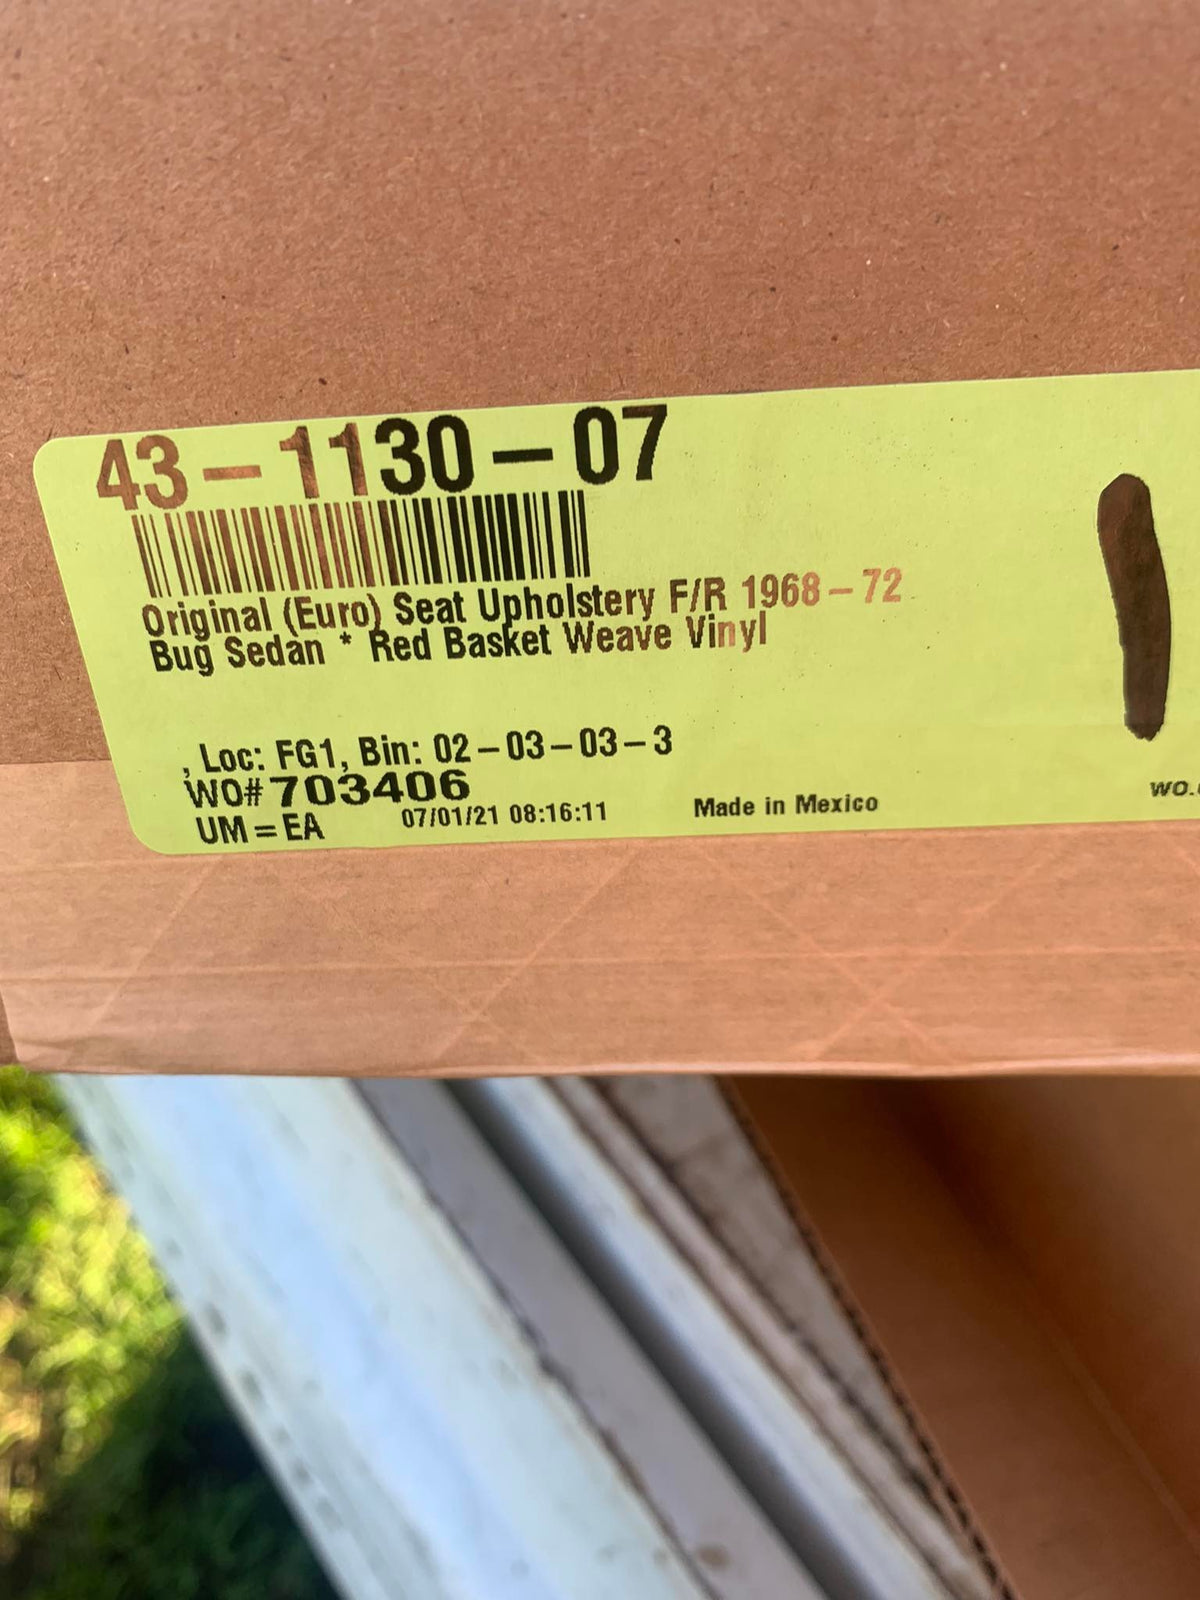 43-1130-07
Original (Euro) Seat Upholstery F/R 1968-72
Bug Sedan * Red Basket Weave Vinyl
, Loc: FG1, Bin: 02-03-03-3
WO# 703406
UM=EA 07/01/21 08:16:11 Made in Mexico
wo.